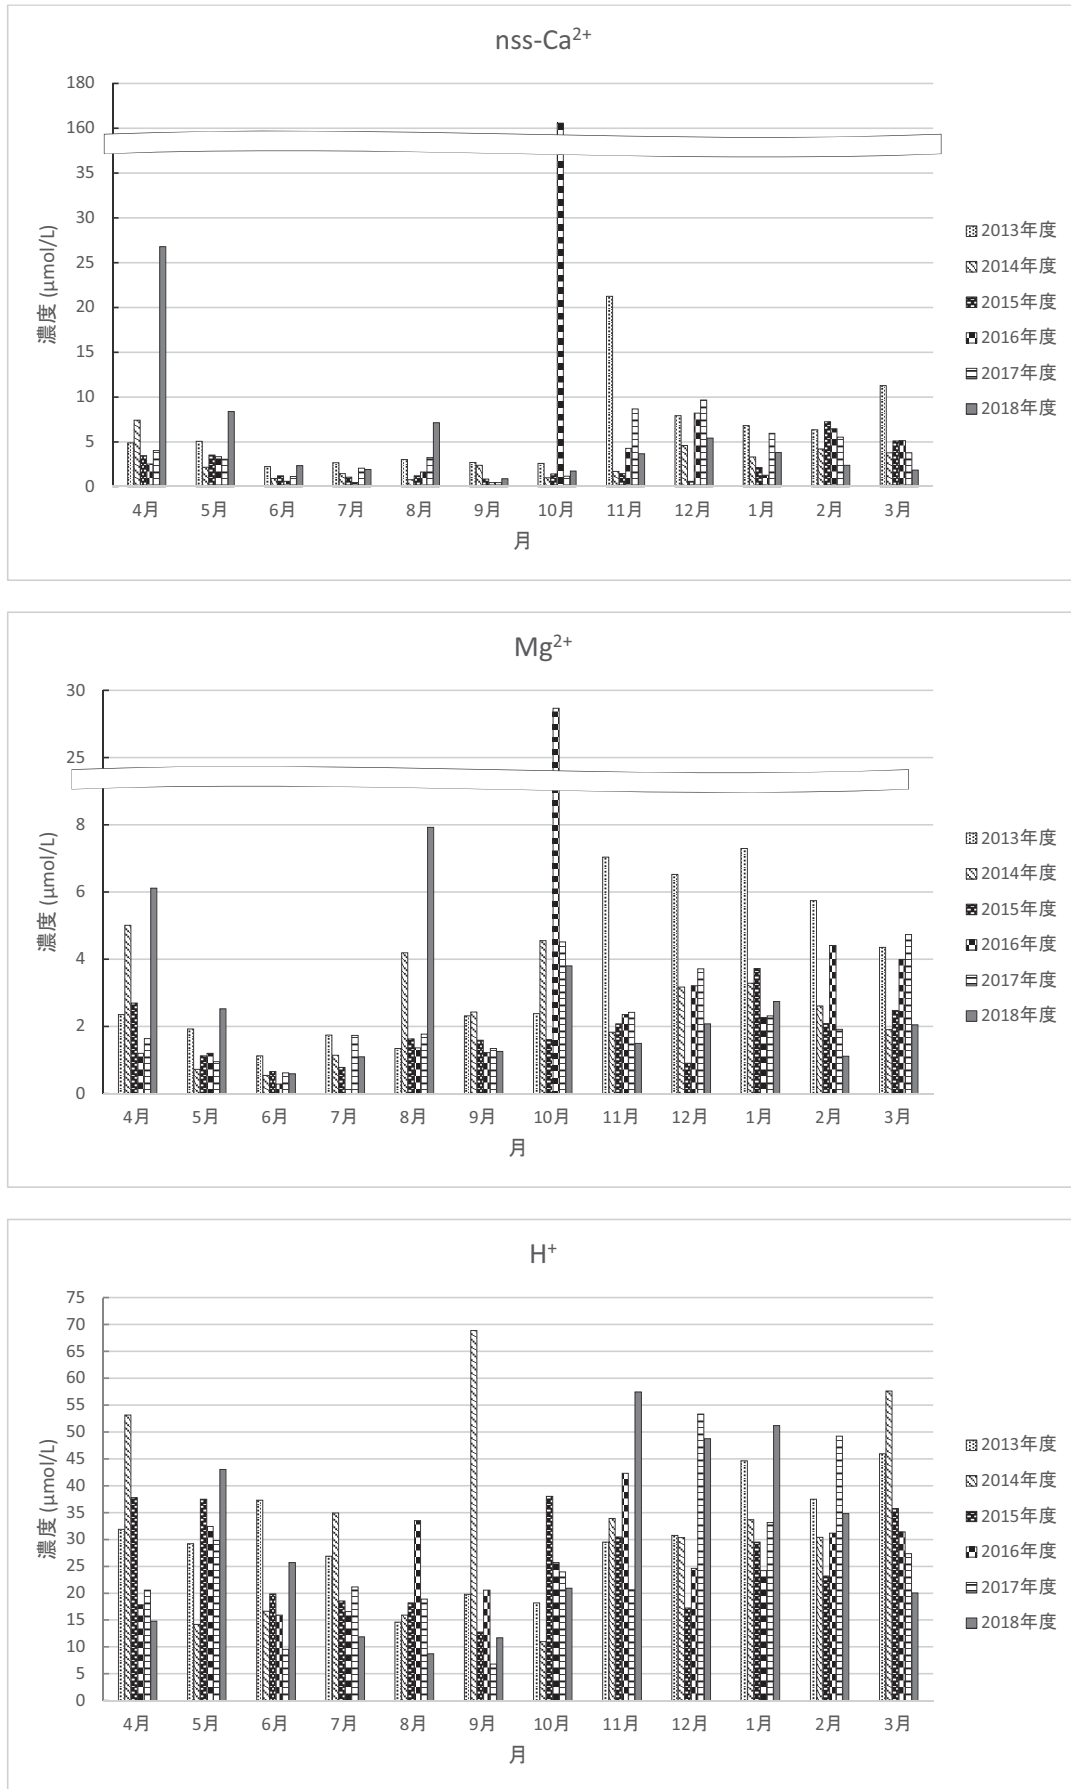 nss-Ca²⁺
180
160
35
30
25
20
15
10
5
0
濃度 (μmol/L)
4月 5月 6月 7月 8月 9月 10月 11月 12月 1月 2月 3月
月
2013年度
2014年度
2015年度
2016年度
2017年度
2018年度
Mg²⁺
30
25
8
6
4
2
0
濃度 (μmol/L)
4月 5月 6月 7月 8月 9月 10月 11月 12月 1月 2月 3月
月
2013年度
2014年度
2015年度
2016年度
2017年度
2018年度
H⁺
75
70
65
60
55
50
45
40
35
30
25
20
15
10
5
0
濃度 (μmol/L)
4月 5月 6月 7月 8月 9月 10月 11月 12月 1月 2月 3月
月
2013年度
2014年度
2015年度
2016年度
2017年度
2018年度